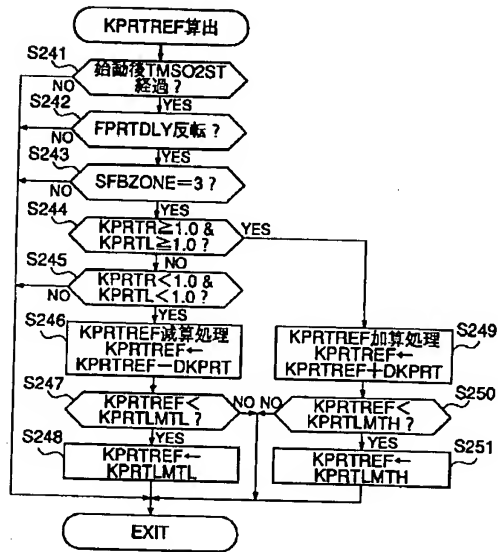 KPRTREF算出
S241
始動後TMSO2ST
経過?
NO
YES
S242
FPRTDLY反転?
NO
YES
S243
SFBZONE=3?
NO
YES
S244
KPRTR≧1.0 &
KPRTL≧1.0?
YES
NO
S245
KPRTR<1.0 &
KPRTL<1.0?
NO
YES
S246
KPRTREF減算処理
KPRTREF←
KPRTREF-DKPRT
S249
KPRTREF加算処理
KPRTREF←
KPRTREF+DKPRT
S247
KPRTREF<
KPRTLMTL?
NO
YES
S250
KPRTREF<
KPRTLMTH?
NO
YES
S248
KPRTREF←
KPRTLMTL
S251
KPRTREF←
KPRTLMTH
EXIT